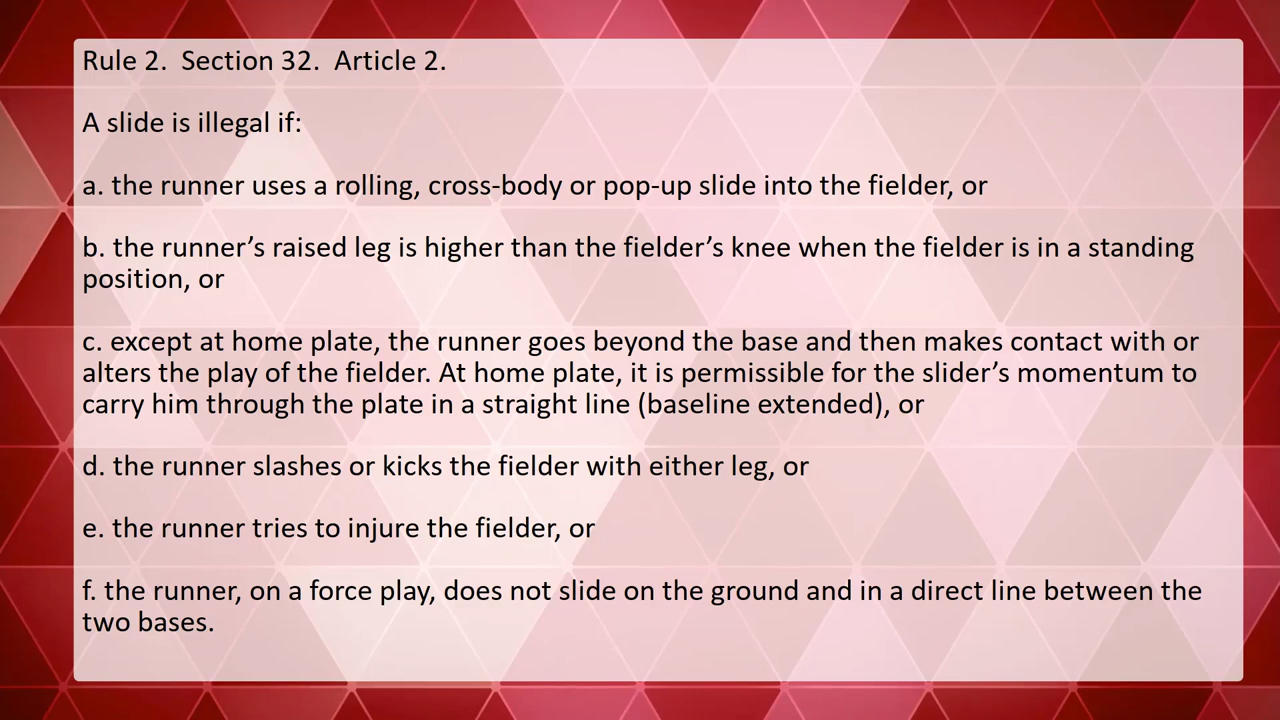 Rule 2.  Section 32.  Article 2.
A slide is illegal if:
a. the runner uses a rolling, cross-body or pop-up slide into the fielder, or
b. the runner’s raised leg is higher than the fielder’s knee when the fielder is in a standing
position, or
c. except at home plate, the runner goes beyond the base and then makes contact with or
alters the play of the fielder. At home plate, it is permissible for the slider’s momentum to
carry him through the plate in a straight line (baseline extended), or
d. the runner slashes or kicks the fielder with either leg, or
e. the runner tries to injure the fielder, or
f. the runner, on a force play, does not slide on the ground and in a direct line between the
two bases.